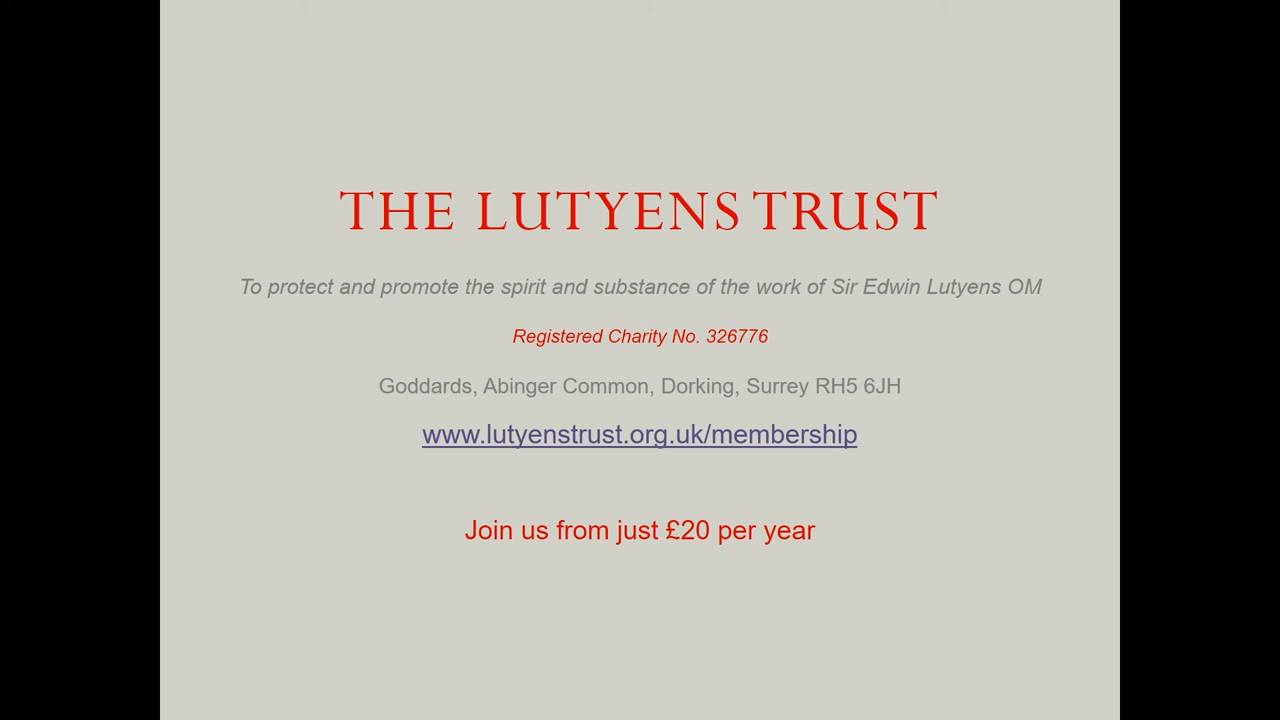 THE LUTYENS TRUST
To protect and promote the spirit and substance of the work of Sir Edwin Lutyens OM
Registered Charity No. 326776
Goddards, Abinger Common, Dorking, Surrey RH5 6JH
www.lutyenstrust.org.uk/membership
Join us from just £20 per year